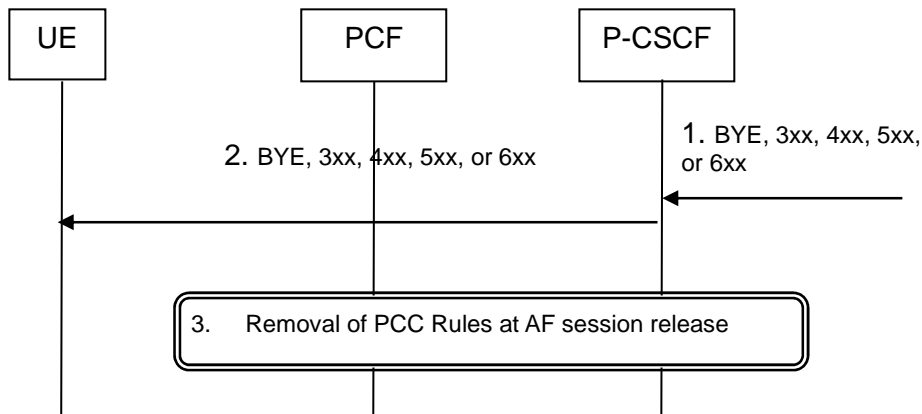 UE
PCF
P-CSCF
1. BYE, 3xx, 4xx, 5xx,
or 6xx
2. BYE, 3xx, 4xx, 5xx, or 6xx
3. Removal of PCC Rules at AF session release